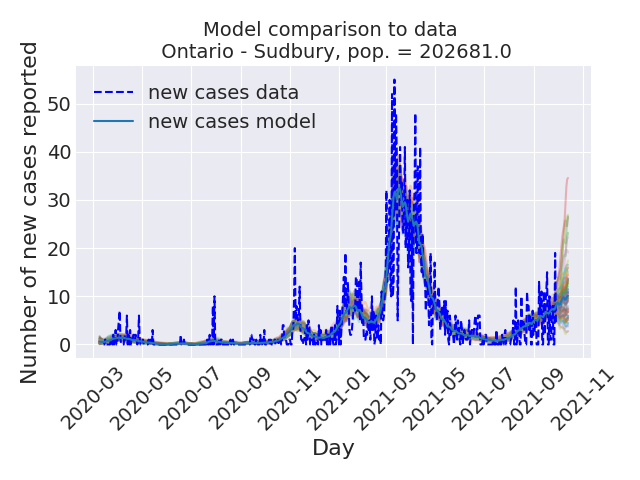 Model comparison to data
Ontario - Sudbury, pop. = 202681.0
new cases data
new cases model
Number of new cases reported
50
40
30
20
10
0
2020-03
2020-05
2020-07
2020-09
2020-11
2021-01
2021-03
2021-05
2021-07
2021-09
2021-11
Day